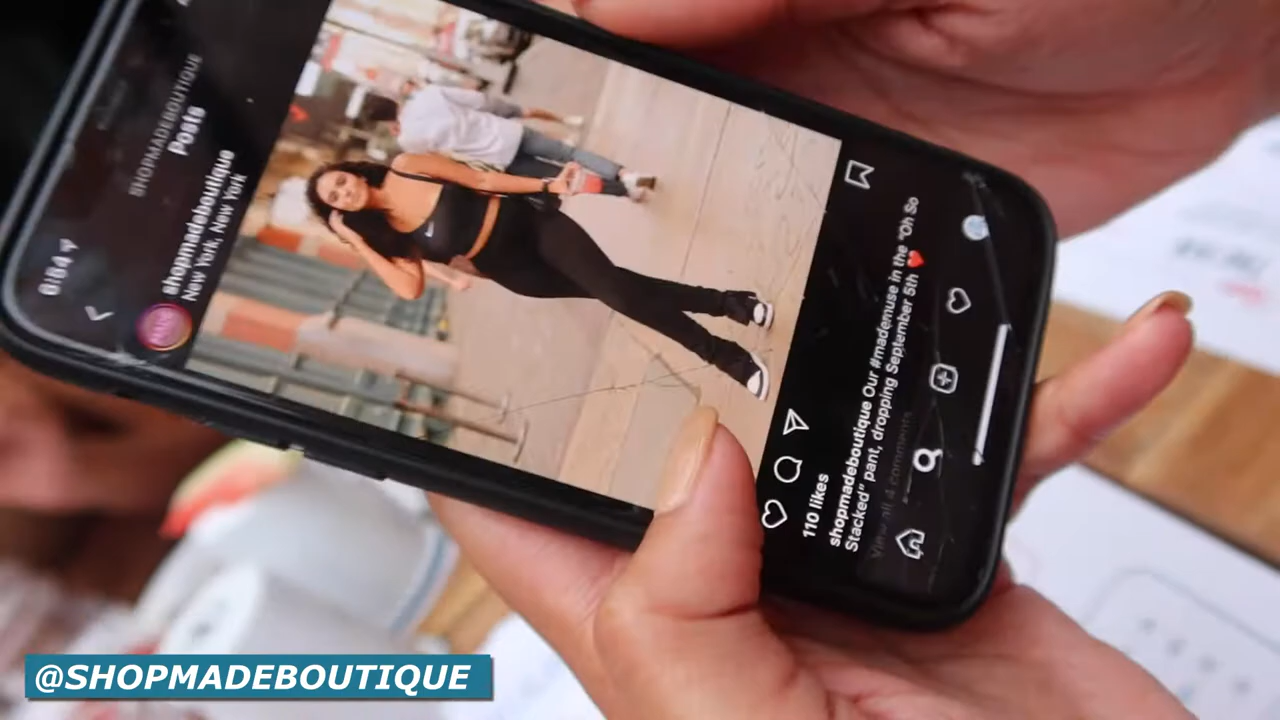 6:54
SHOPMADEBOUTIQUE
Posts
shopmadeboutique
New York, New York
110 likes
shopmadeboutique Our #mademuse in the "Oh So
Stacked" pant, dropping September 5th ❤️
View all 4 comments
@SHOPMADEBOUTIQUE